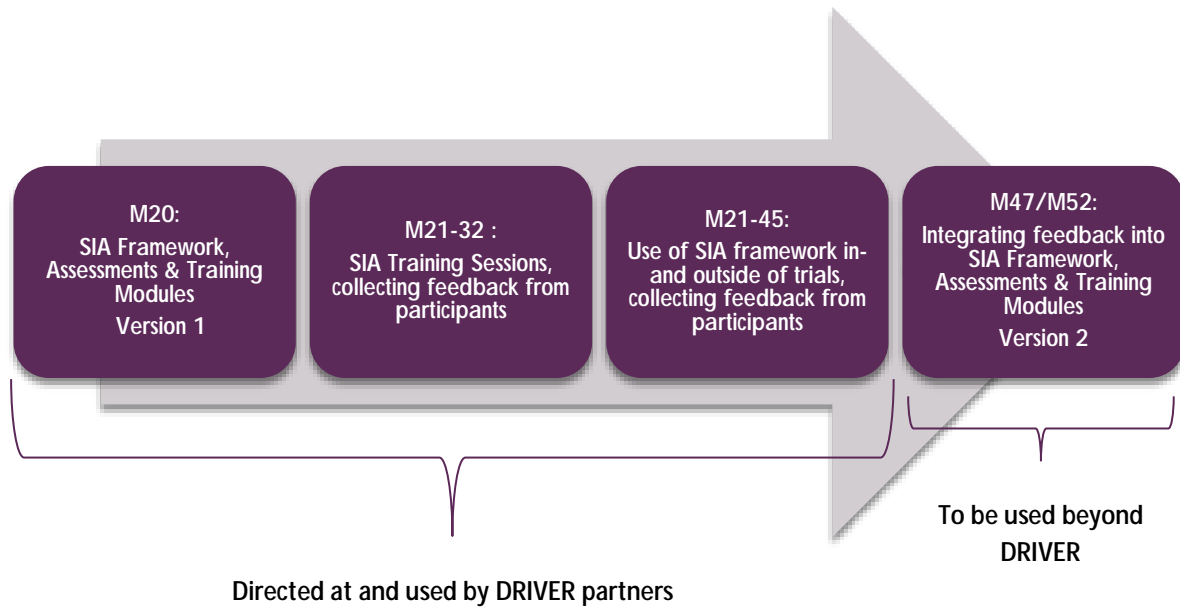 M20:
SIA Framework,
Assessments & Training
Modules
Version 1
M21-32 :
SIA Training Sessions,
collecting feedback from
participants
M21-45:
Use of SIA framework in-
and outside of trials,
collecting feedback from
participants
M47/M52:
Integrating feedback into
SIA Framework,
Assessments & Training
Modules
Version 2
Directed at and used by DRIVER partners
To be used beyond
DRIVER